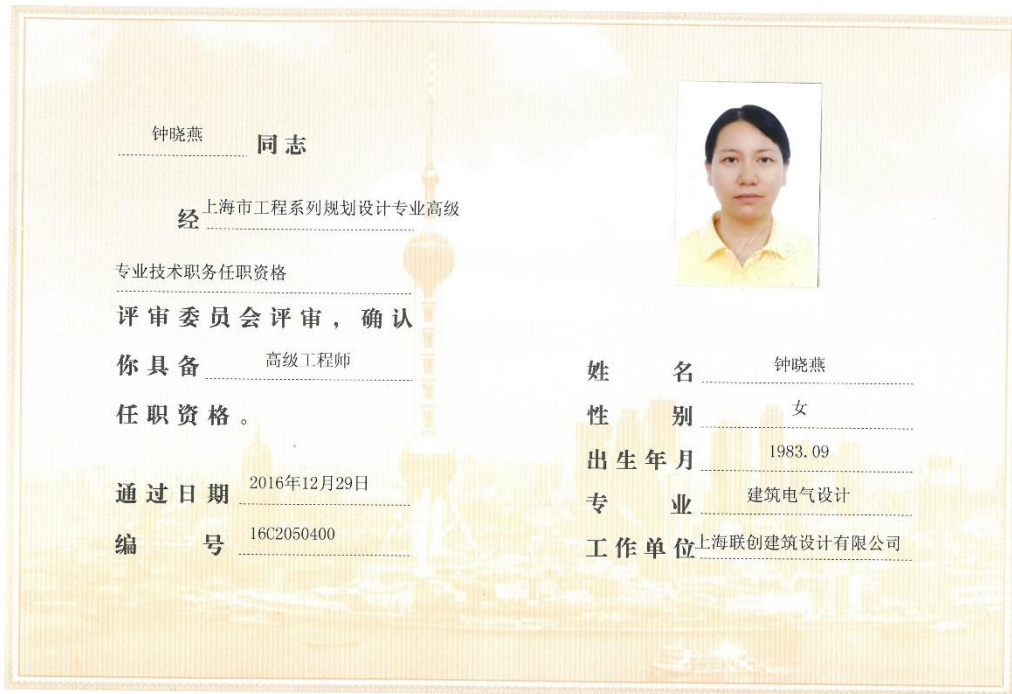 钟晓燕 同志
经上海市工程系列规划设计专业高级
专业技术职务任职资格
评审委员会评审，确认
你具备 高级工程师
任职资格。
通过日期 2016年12月29日
编号 16C2050400
姓名 钟晓燕
性别 女
出生年月 1983.09
专业 建筑电气设计
工作单位 上海联创建筑设计有限公司